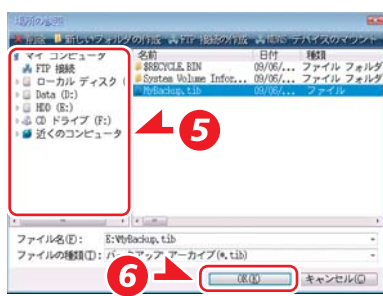 場所の選択
削除 新しいフォルダの作成 FTP 接続の作成 NDAS デバイスのマウント
マイ コンピュータ
FTP 接続
ローカル ディスク (
Data (D:)
HDD (E:)
CD ドライブ (F:)
近くのコンピュータ
名前 日付 種類
$RECYCLE.BIN 09/06/... ファイル フォルダ
System Volume Infor... 09/06/... ファイル フォルダ
MyBackup.tib 09/06/... ファイル
5
ファイル名(F): E:\MyBackup.tib
ファイルの種類(T): バックアップ アーカイブ(*.tib)
6
OK(O) キャンセル(C)